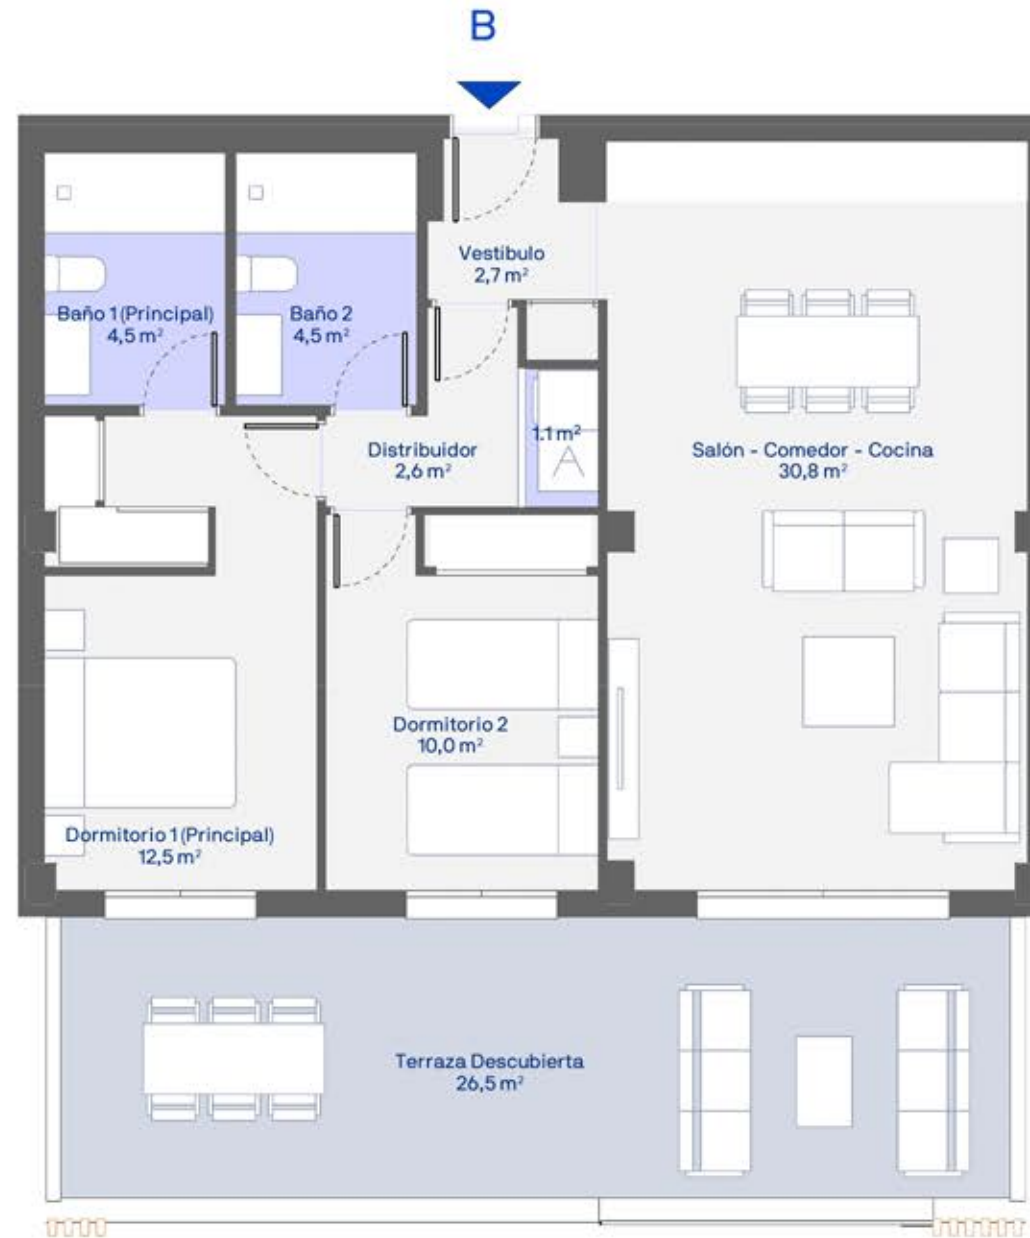 B
Vestíbulo
2,7 m²
Baño 1 (Principal)
4,5 m²
Baño 2
4,5 m²
Distribuidor
2,6 m²
1.1 m²
Salón - Comedor - Cocina
30,8 m²
Dormitorio 2
10,0 m²
Dormitorio 1 (Principal)
12,5 m²
Terraza Descubierta
26,5 m²